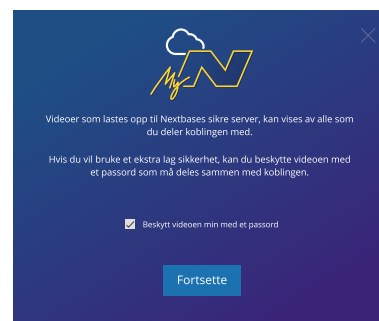 My N
Videoer som lastes opp til Nextbases sikre server, kan vises av alle som
du deler koblingen med.
Hvis du vil bruke et ekstra lag sikkerhet, kan du beskytte videoen med
et passord som må deles sammen med koblingen.
Beskytt videoen min med et passord
Fortsette